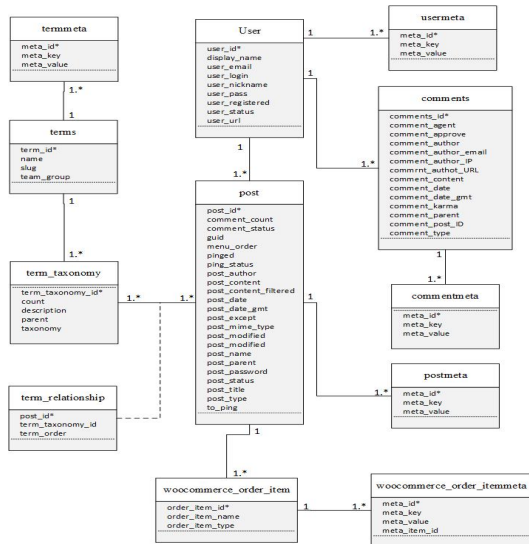 termmeta
meta_id*
meta_key
meta_value
1.*
1
terms
term_id*
name
slug
team_group
1
1.*
term_taxonomy
term_taxonomy_id*
count
description
parent
taxonomy
1.*
1.*
term_relationship
post_id*
term_taxonomy_id
term_order
User
user_id*
display_name
user_email
user_login
user_nickname
user_pass
user_registered
user_status
user_url
1
1.*
1
1.*
1
1.*
post
post_id*
comment_count
comment_status
guid
menu_order
pinged
ping_status
post_author
post_content
post_content_filtered
post_date
post_date_gmt
post_except
post_mime_type
post_modified
post_modified
post_name
post_parent
post_password
post_status
post_title
post_type
to_ping
1
1.*
1
1.*
usermeta
meta_id*
meta_key
meta_value
comments
comments_id*
comment_agent
comment_approve
comment_author
comment_author_email
comment_author_IP
commrnt_authot_URL
comment_content
comment_date
comment_date_gmt
comment_karma
comment_parent
comment_post_ID
comment_type
1
1.*
commentmeta
meta_id*
meta_key
meta_value
postmeta
meta_id*
meta_key
meta_value
woocommerce_order_item
order_item_id*
order_item_name
order_item_type
1
1.*
woocommerce_order_itemmeta
meta_id*
meta_key
meta_value
meta_item_id